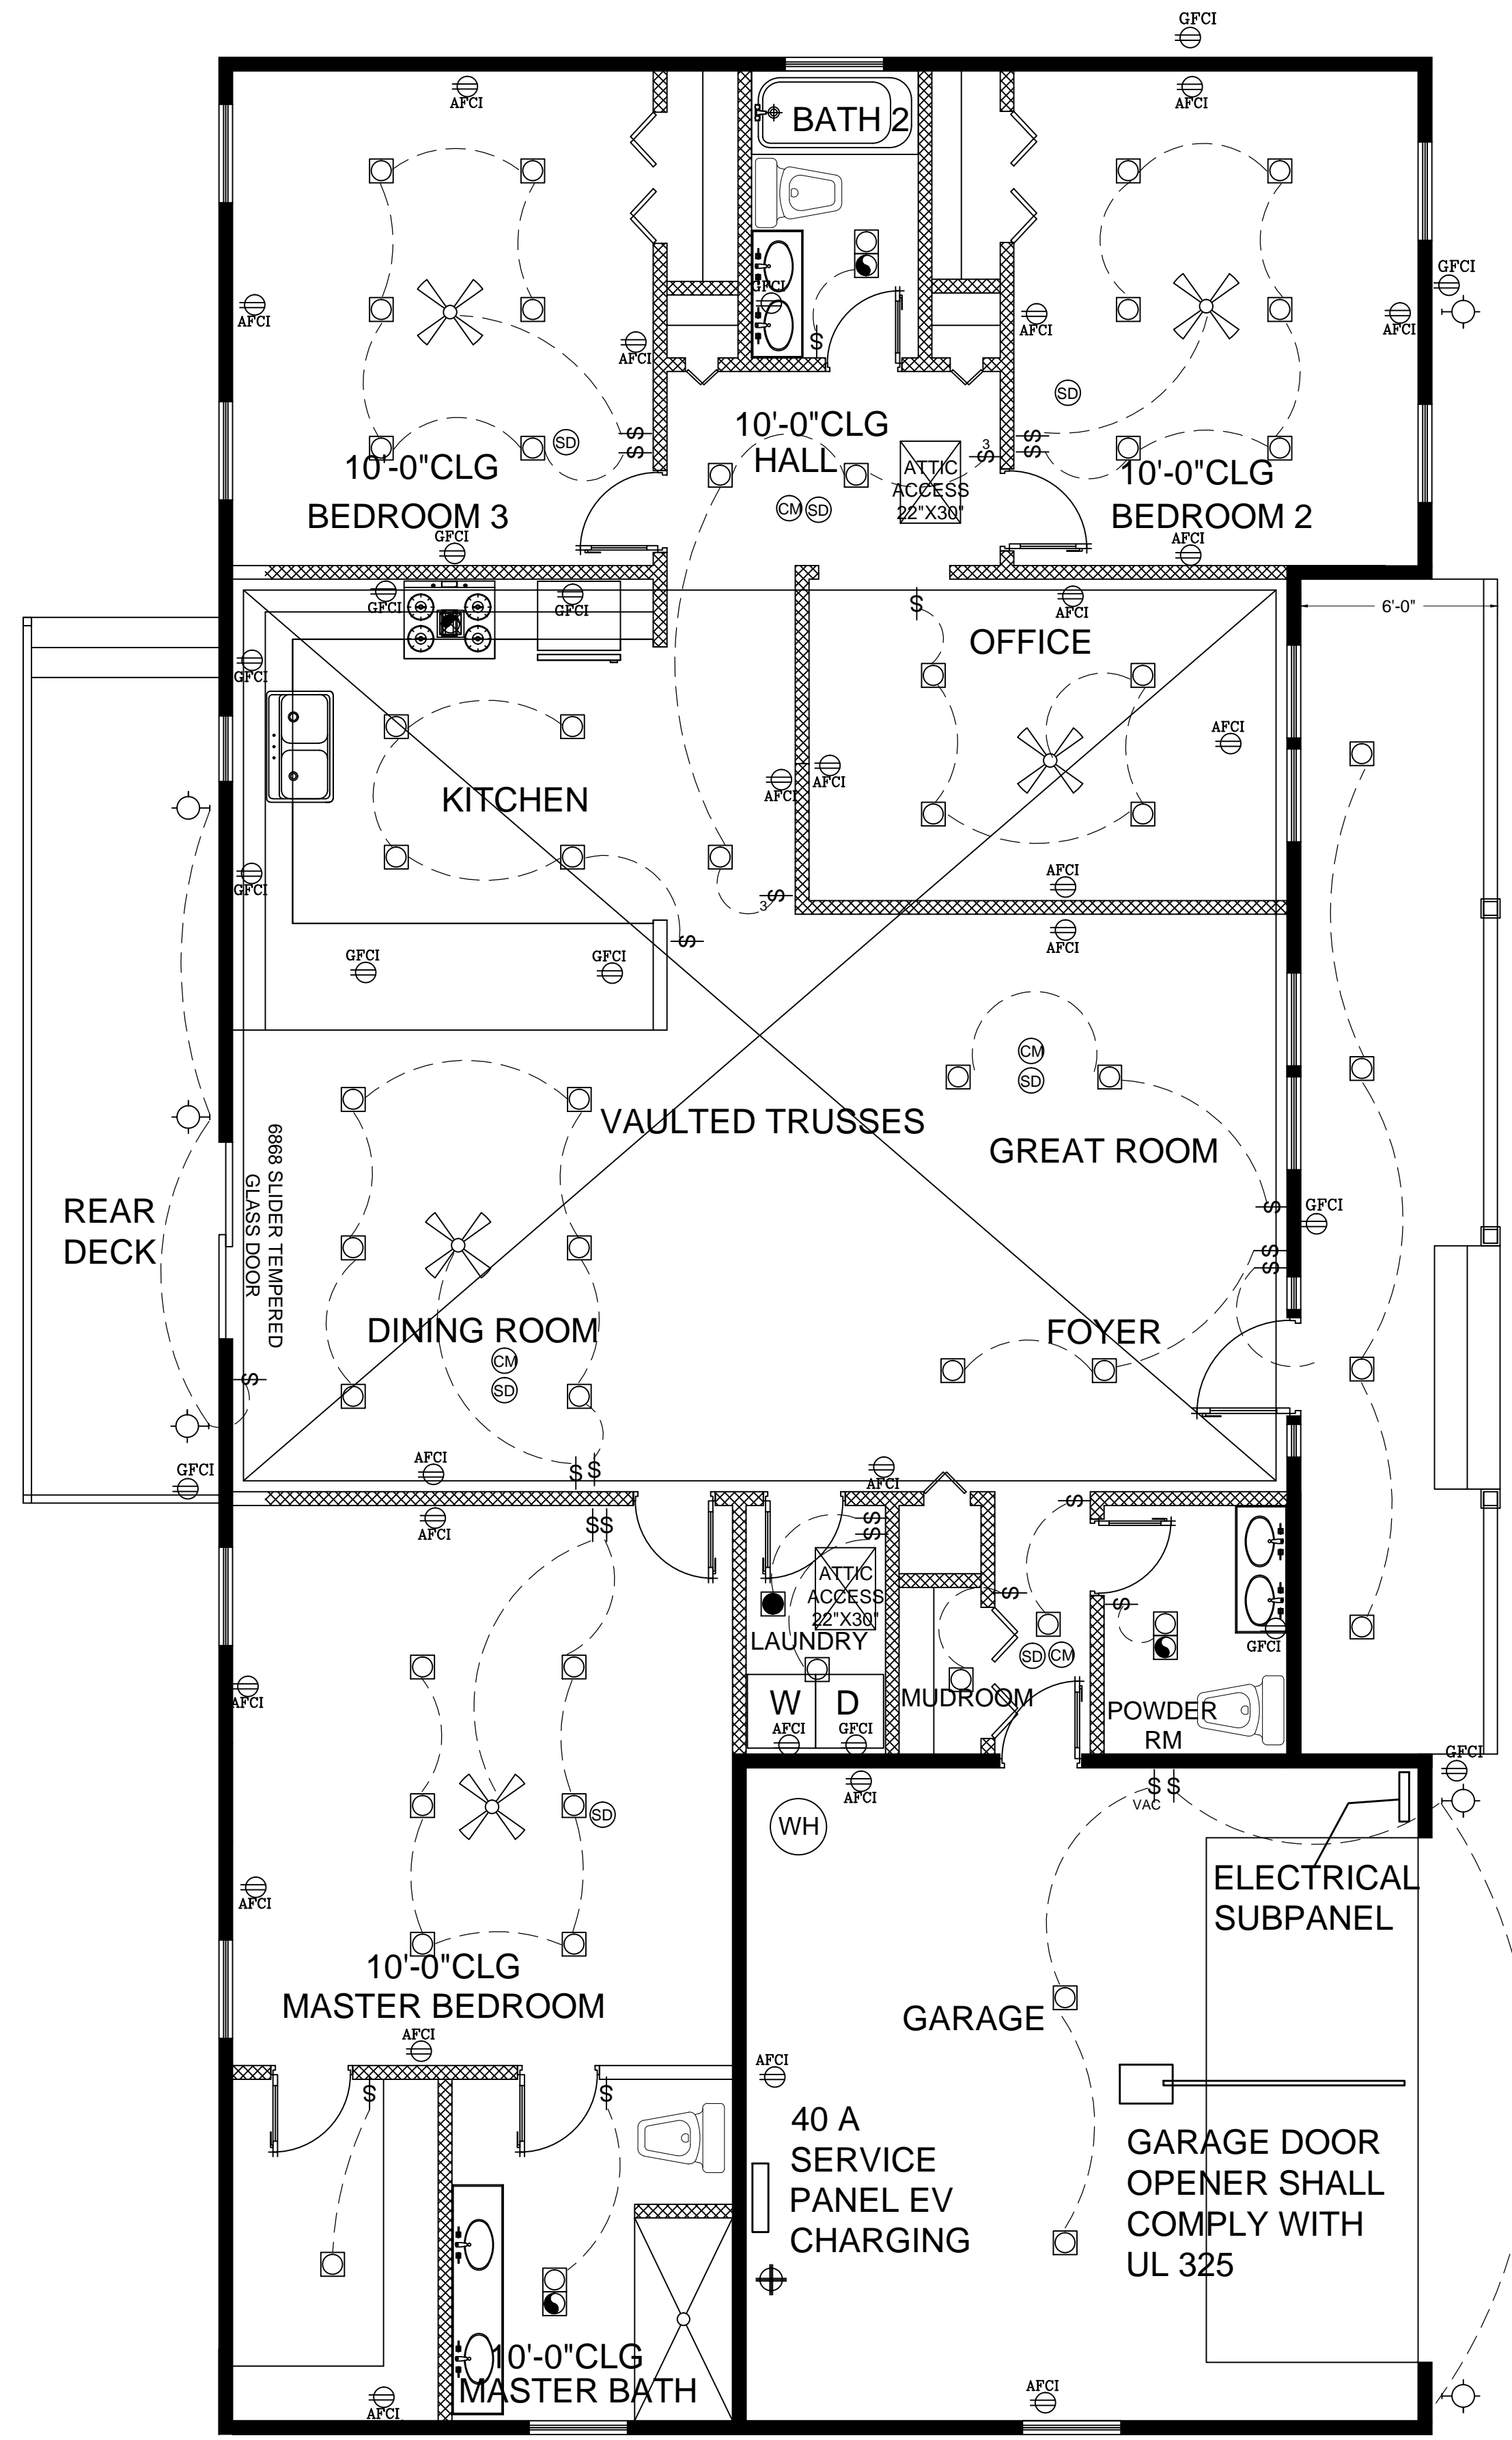 GFCI
AFCI
BATH 2
AFCI
GFCI
GFCI
AFCI
AFCI
AFCI
AFCI
S
SD
AFCI
10'-0"CLG
HALL
S
S
SD
S
S
S
3
10'-0"CLG
BEDROOM 3
ATTIC
ACCESS
22"X30"
CM
SD
10'-0"CLG
BEDROOM 2
GFCI
AFCI
GFCI
GFCI
S
AFCI
6'-0"
OFFICE
GFCI
AFCI
AFCI
AFCI
KITCHEN
GFCI
AFCI
S
3
AFCI
S
GFCI
GFCI
CM
SD
VAULTED TRUSSES
GREAT ROOM
REAR
DECK
6868 SLIDER TEMPERED
GLASS DOOR
S
GFCI
S
S
DINING ROOM
FOYER
CM
SD
S
AFCI
GFCI
S S
AFCI
AFCI
S S
S
S
S
ATTIC
ACCESS
22"X30"
S
S
LAUNDRY
GFCI
SD
CM
AFCI
W
D
MUDROOM
POWDER
RM
AFCI
GFCI
GFCI
AFCI
S S
VAC
SD
WH
ELECTRICAL
SUBPANEL
AFCI
10'-0"CLG
MASTER BEDROOM
GARAGE
AFCI
AFCI
S
S
40 A
SERVICE
PANEL EV
CHARGING
GARAGE DOOR
OPENER SHALL
COMPLY WITH
UL 325
10'-0"CLG
MASTER BATH
AFCI
AFCI